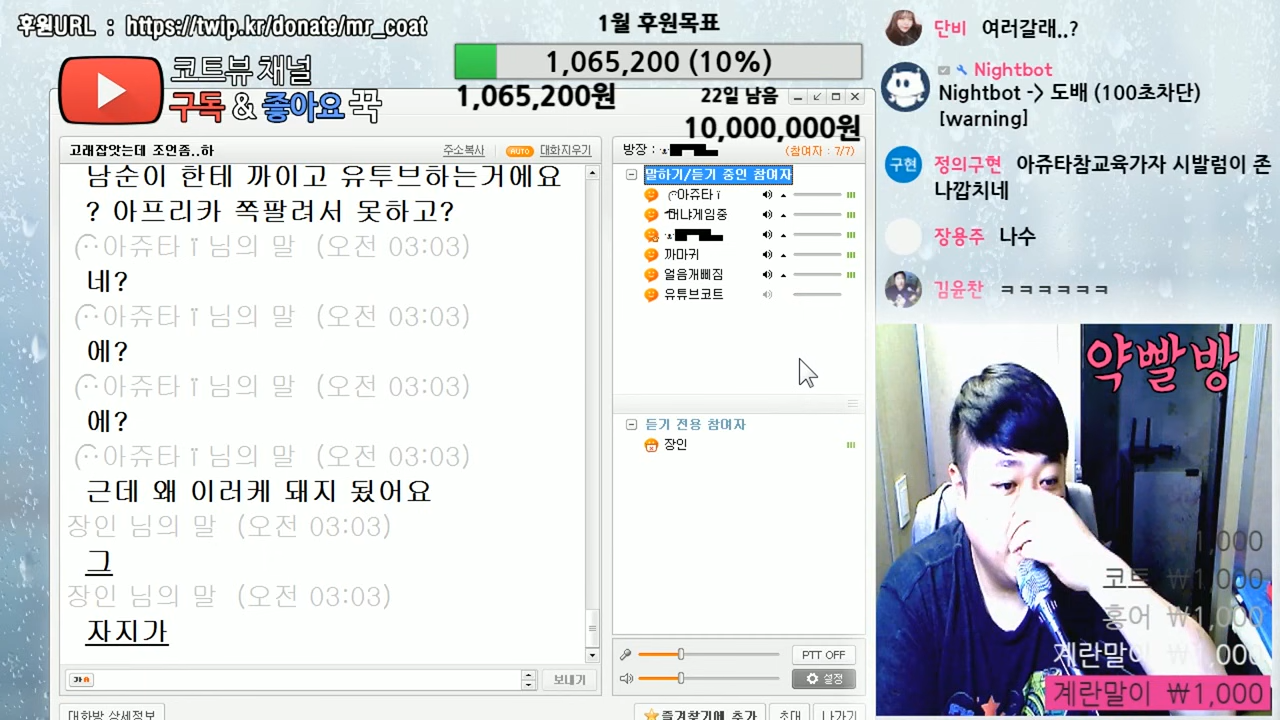 후원URL : https://twip.kr/donate/mr_coat
코트뷰 채널
구독 & 좋아요 꾹
1월 후원목표
1,065,200 (10%)
1,065,200원
22일 남음
10,000,000원
고래잡앗는데 조언좀..하
주소복사
AUTO 대화지우기
남순이 한테 까이고 유투브하는거에요
? 아프리카 쪽팔려서 못하고?
아쥬타ï 님의 말 (오전 03:03)
네?
아쥬타ï 님의 말 (오전 03:03)
에?
아쥬타ï 님의 말 (오전 03:03)
에?
아쥬타ï 님의 말 (오전 03:03)
근데 왜 이러케 돼지 됬어요
장인 님의 말 (오전 03:03)
그
장인 님의 말 (오전 03:03)
자지가
가
보내기
대화방 상세정보
방장 :
(참여자 : 7/7)
말하기/듣기 중인 참여자
아쥬타ï
머냐게임중
까마귀
얼음개삐짐
유튜브코트
듣기 전용 참여자
장인
PTT OFF
설정
즐겨찾기에 추가
초대
나가기
단비 여러갈래..?
Nightbot
Nightbot -> 도배 (100초차단)
[warning]
구현
정의구현 아쥬타참교육가자 시발럼이 존
나깝치네
장용주 나수
김윤찬 ㅋㅋㅋㅋㅋㅋ
약빨방
₩1,000
코트 ₩1,000
홍어 ₩1,000
계란말이 ₩1,000
계란말이 ₩1,000